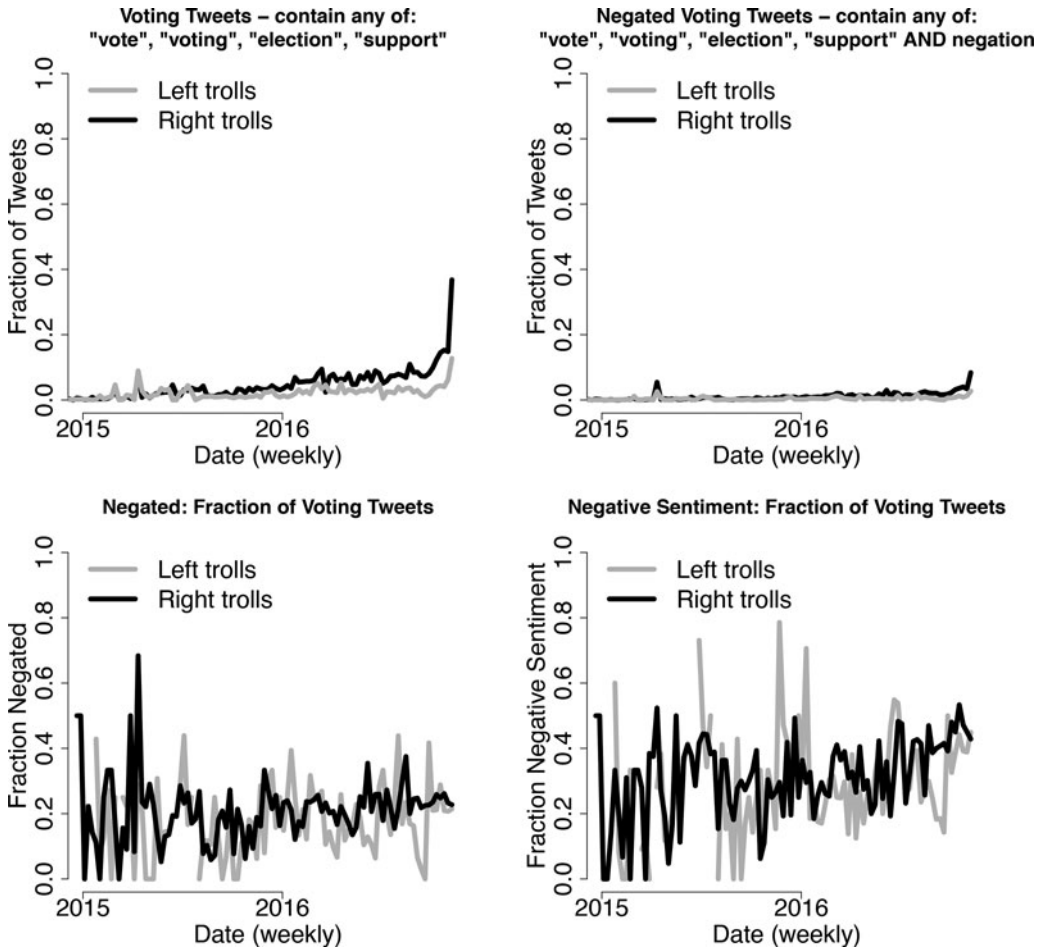 Voting Tweets – contain any of:
"vote", "voting", "election", "support"
Left trolls
Right trolls
Fraction of Tweets
0.0 0.2 0.4 0.6 0.8 1.0
2015 2016
Date (weekly)
Negated Voting Tweets – contain any of:
"vote", "voting", "election", "support" AND negation
Left trolls
Right trolls
Fraction of Tweets
0.0 0.2 0.4 0.6 0.8 1.0
2015 2016
Date (weekly)
Negated: Fraction of Voting Tweets
Left trolls
Right trolls
Fraction Negated
0.0 0.2 0.4 0.6 0.8 1.0
2015 2016
Date (weekly)
Negative Sentiment: Fraction of Voting Tweets
Left trolls
Right trolls
Fraction Negative Sentiment
0.0 0.2 0.4 0.6 0.8 1.0
2015 2016
Date (weekly)